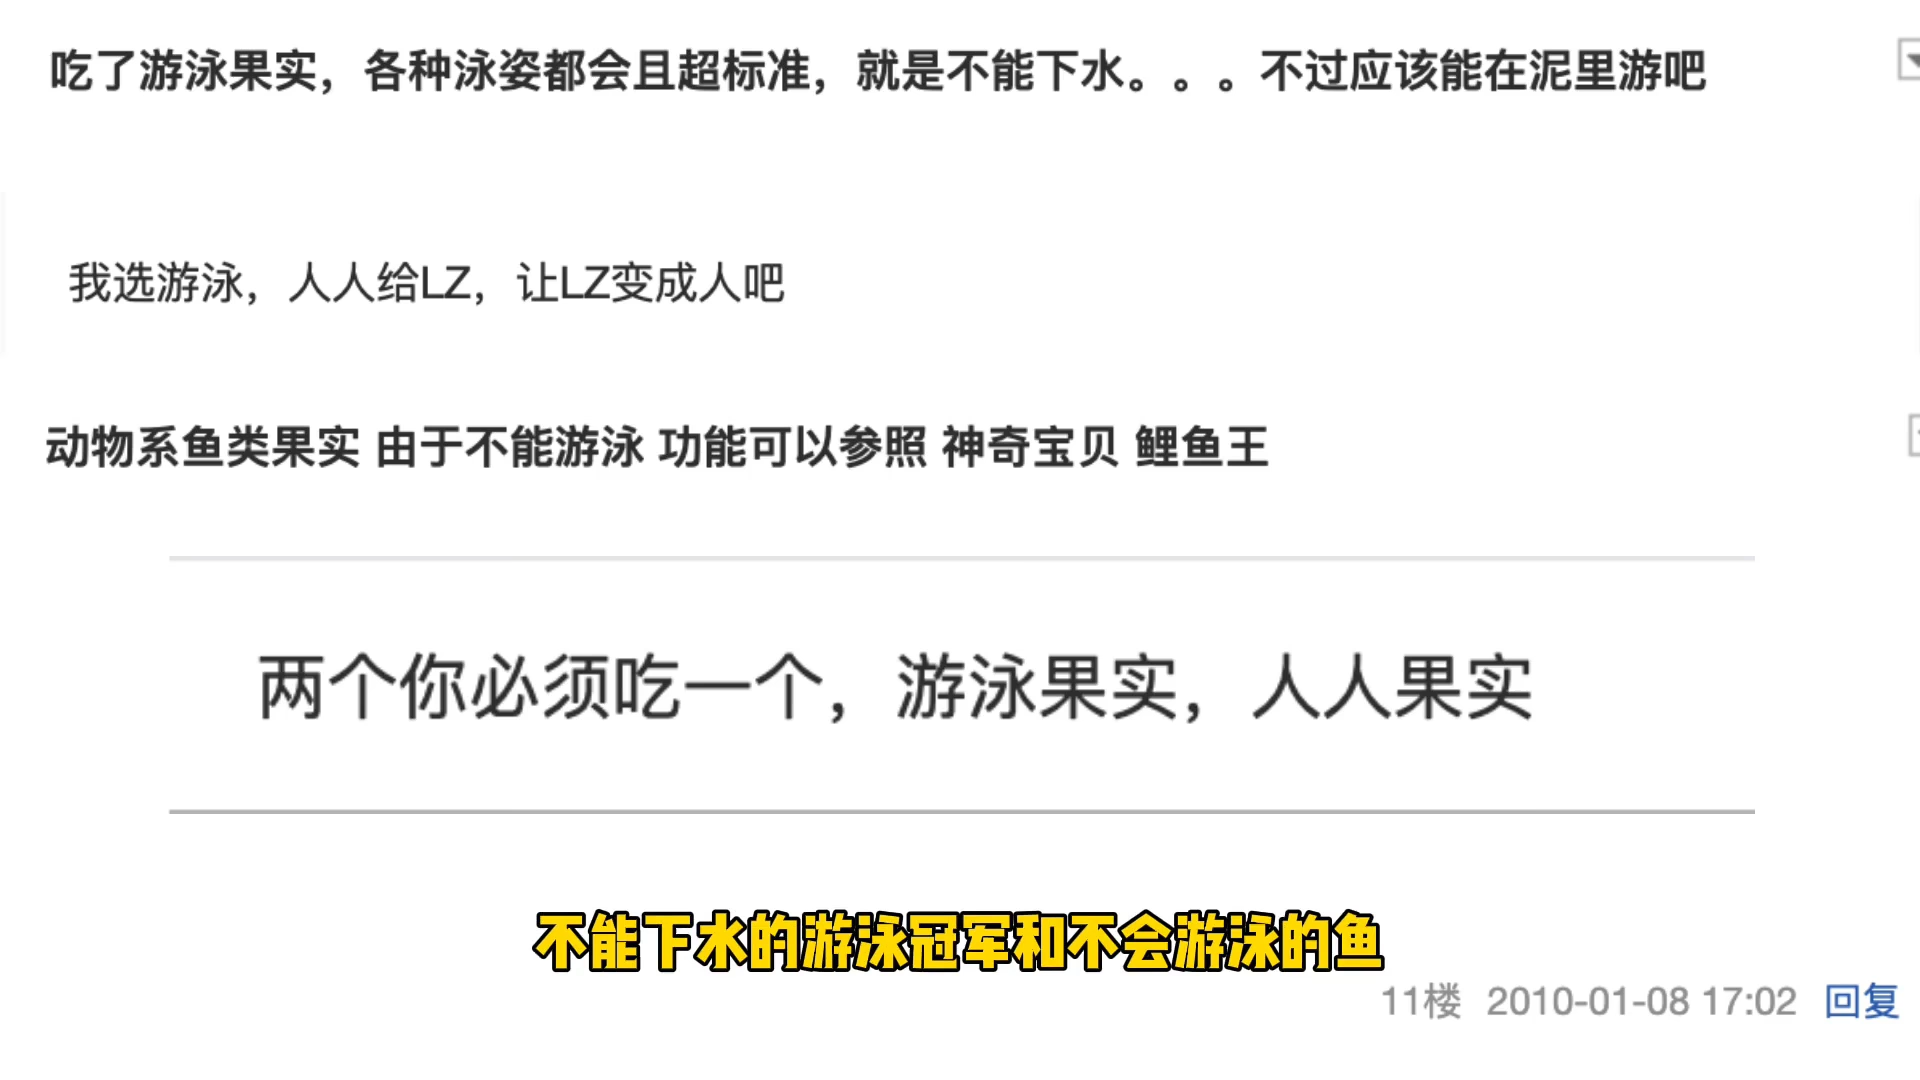 吃了游泳果实，各种泳姿都会且超标准，就是不能下水。。。不过应该能在泥里游吧
我选游泳，人人给LZ，让LZ变成人吧
动物系鱼类果实 由于不能游泳 功能可以参照 神奇宝贝 鲤鱼王
两个你必须吃一个，游泳果实，人人果实
不能下水的游泳冠军和不会游泳的鱼
11楼 2010-01-08 17:02 回复